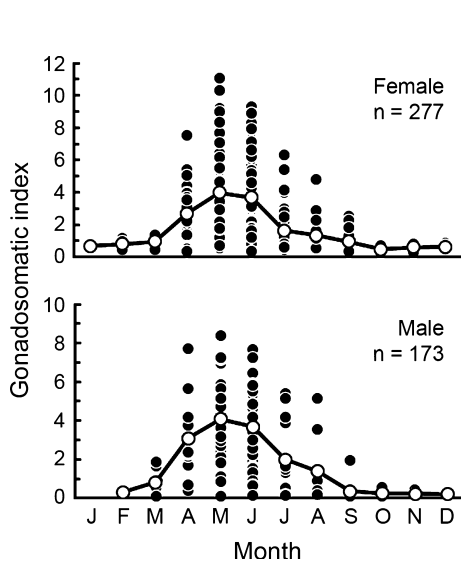 12
10
8
6
4
2
0
Female
n = 277
Gonadosomatic index
10
8
6
4
2
0
Male
n = 173
J F M A M J J A S O N D
Month